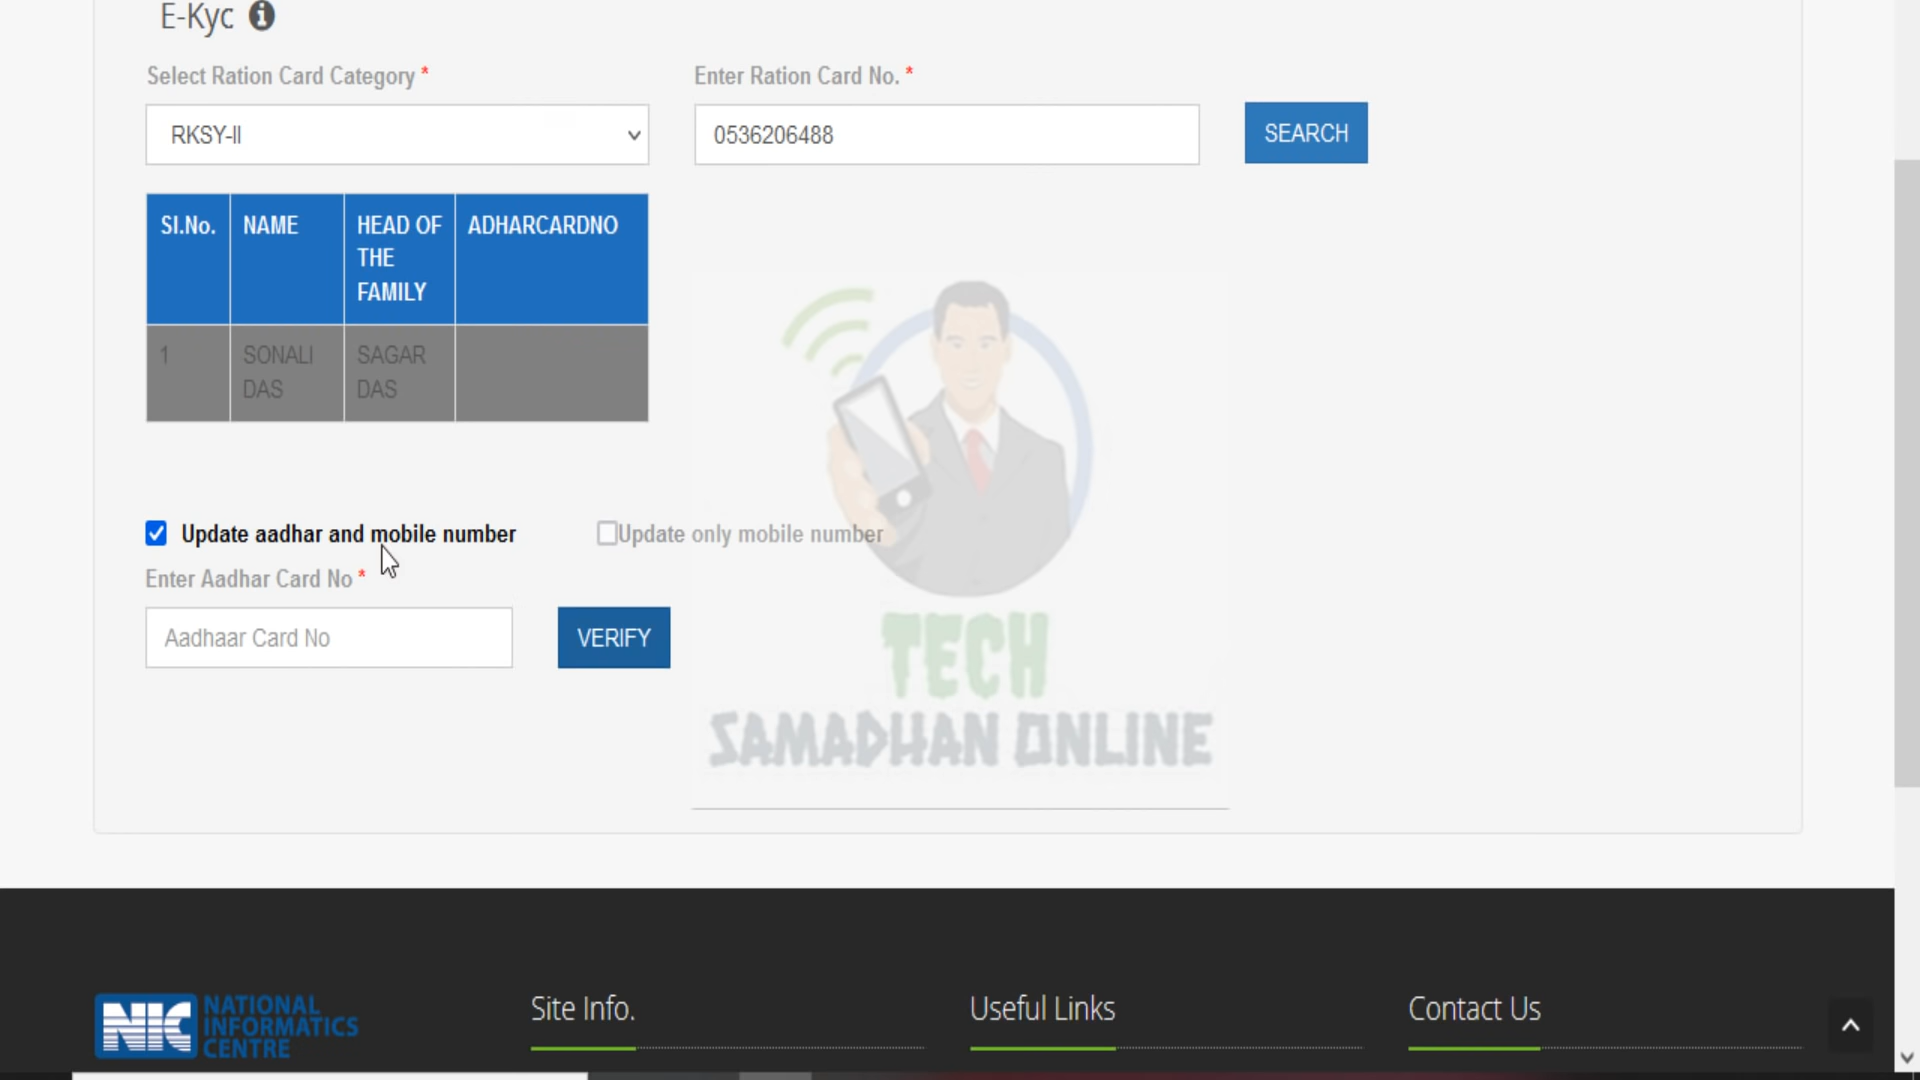 E-Kyc
Select Ration Card Category * Enter Ration Card No. *
RKSY-II 0536206488 SEARCH
SI.No. NAME HEAD OF ADHARCARDNO
THE
FAMILY
1 SONALI SAGAR
DAS DAS
Update aadhar and mobile number Update only mobile number
Enter Aadhar Card No *
Aadhaar Card No VERIFY
TECH
SAMADHAN ONLINE
NIC NATIONAL
INFORMATICS
CENTRE
Site Info. Useful Links Contact Us